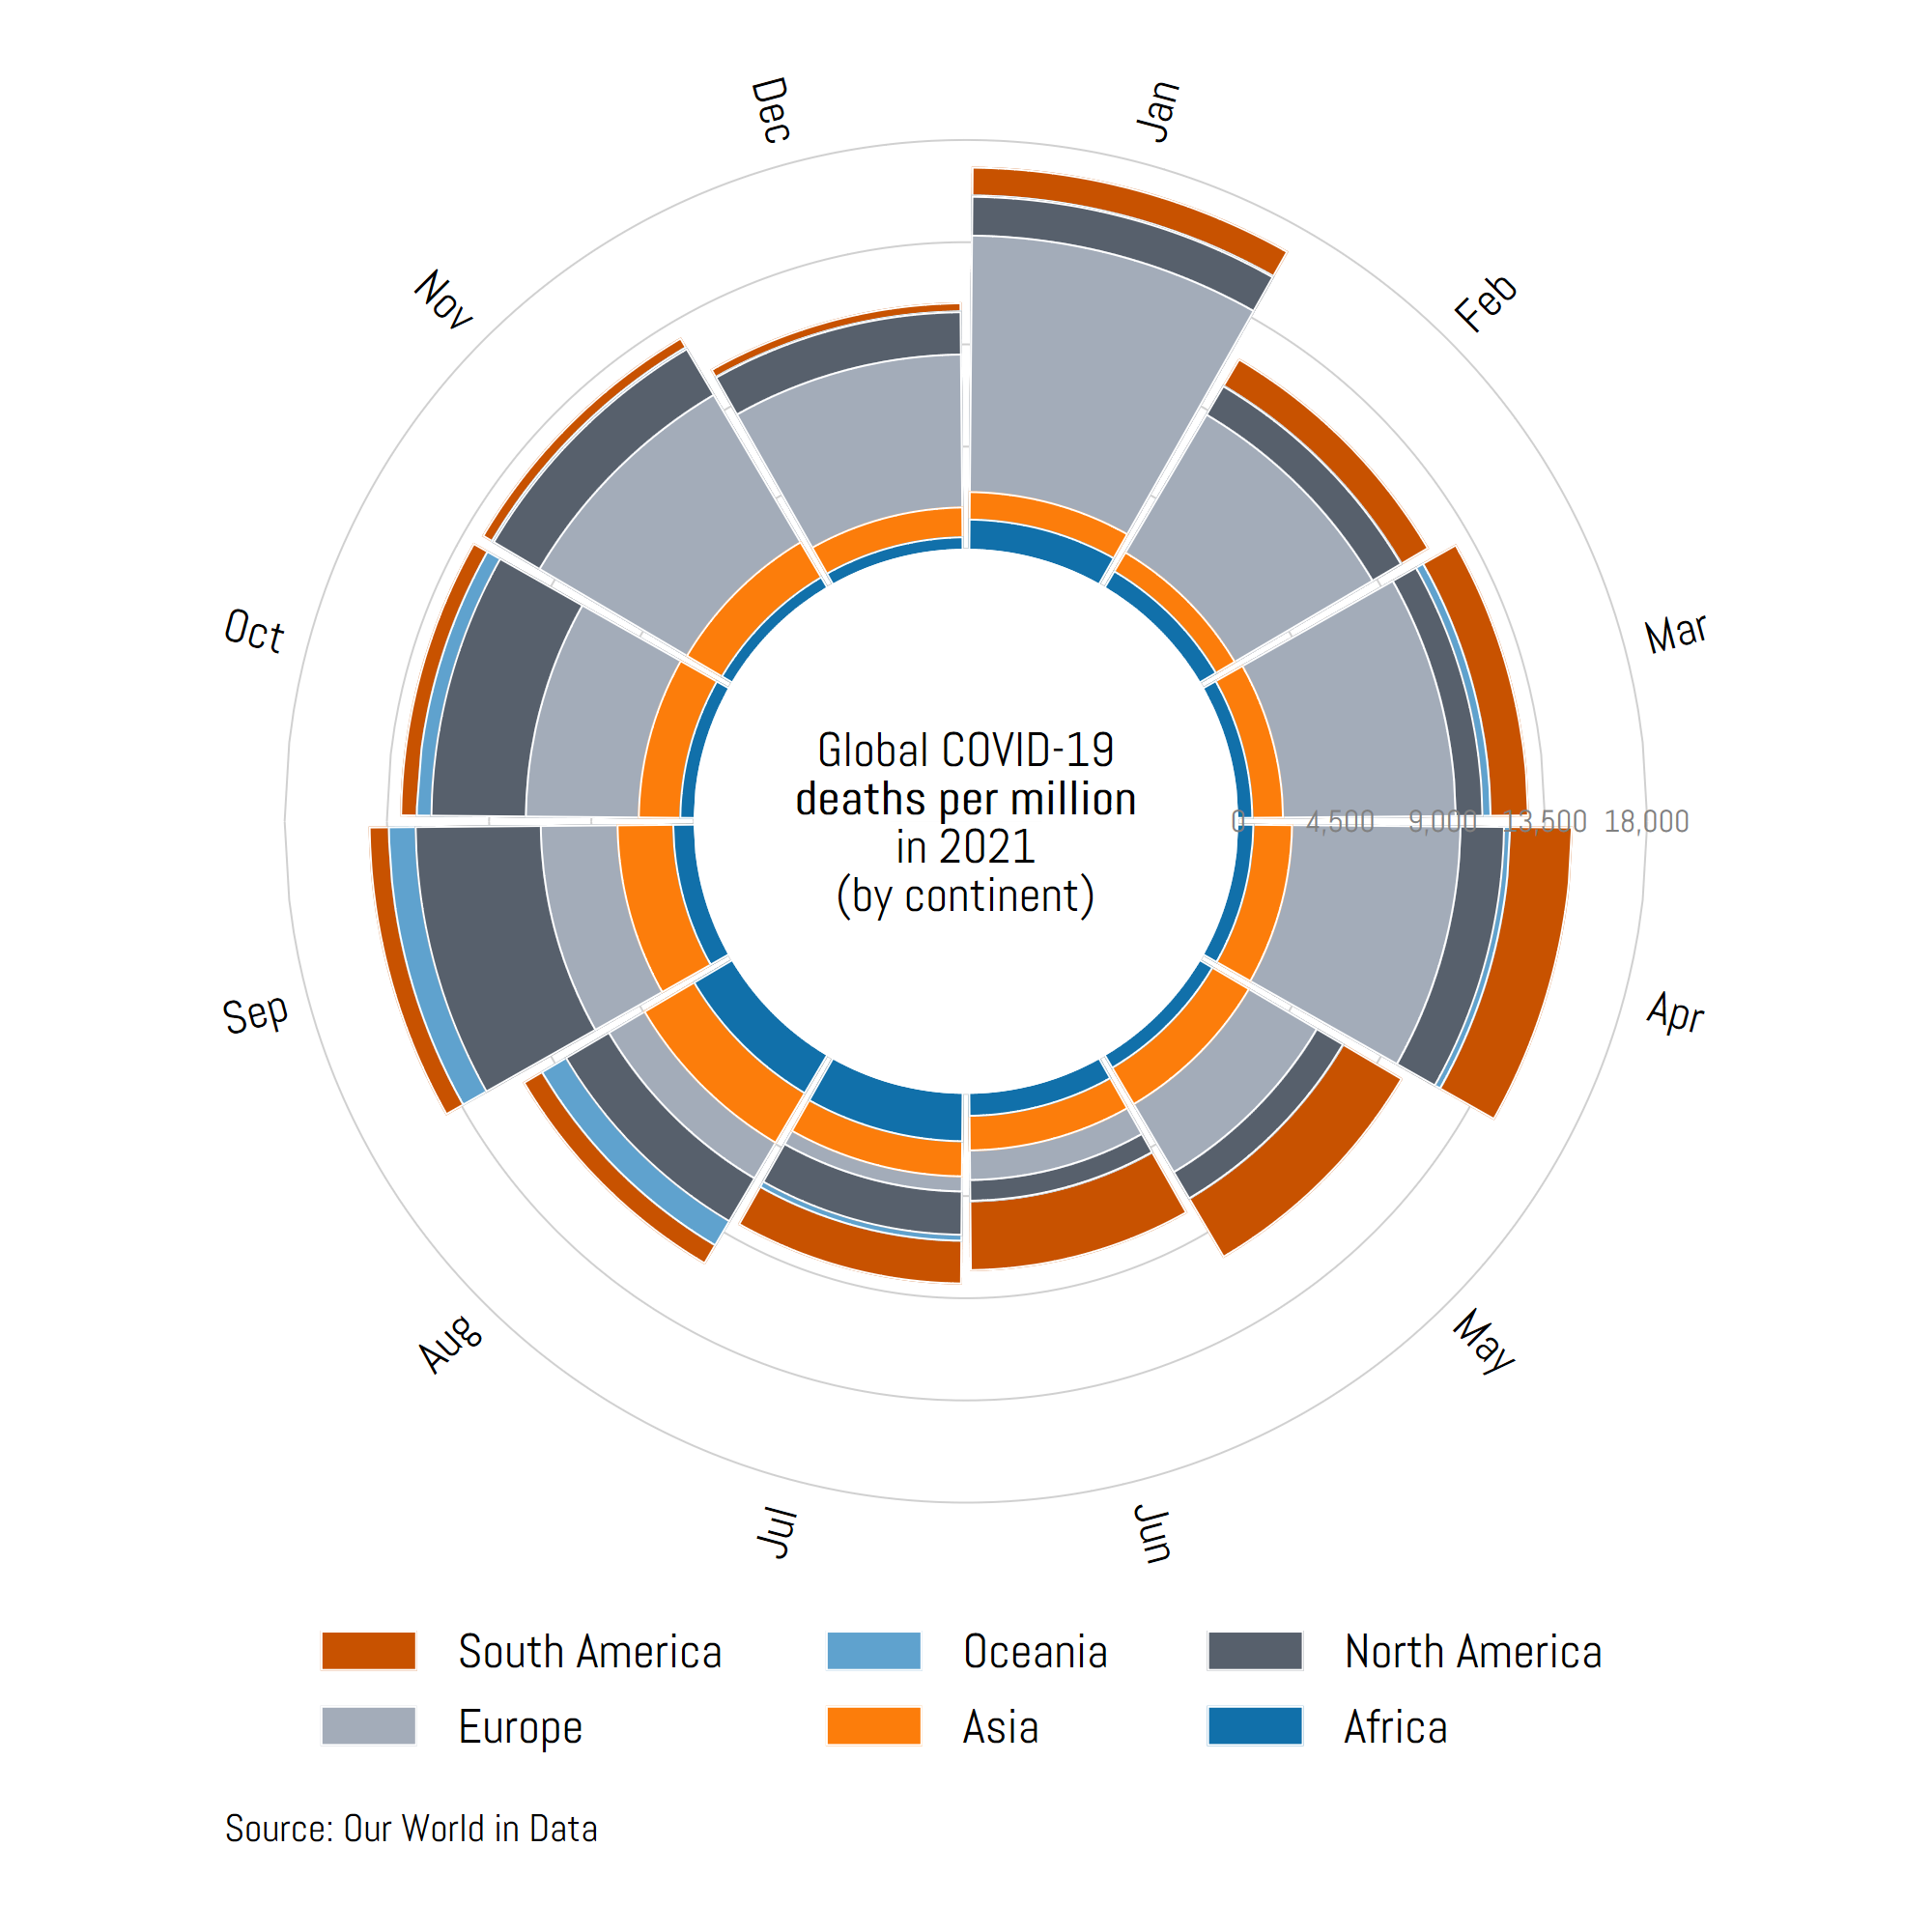 Dec
Jan
Nov
Feb
Oct
Mar
Global COVID-19
deaths per million
in 2021
(by continent)
0 4,500 9,000 13,500 18,000
Sep
Apr
Aug
May
Jul
Jun
South America Oceania North America
Europe Asia Africa
Source: Our World in Data